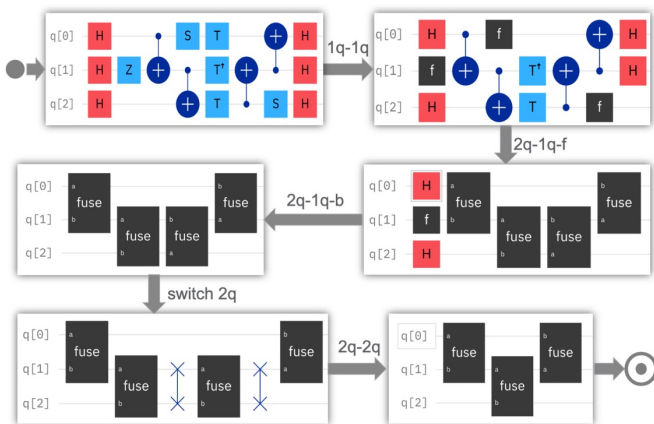 q[0] H S T + H
q[1] H Z + T† + H
q[2] H + T S H
1q-1q
q[0] H f + H
q[1] f + T† + H
q[2] H + T f
2q-1q-f
q[0] H a b
fuse fuse
q[1] f b a b a
fuse fuse
q[2] H b a
2q-1q-b
q[0] a b
fuse fuse
q[1] b a b a
fuse fuse
q[2] b a
switch 2q
q[0] a b
fuse fuse
q[1] b a a a
fuse fuse
q[2] b b
2q-2q
q[0] a b
fuse fuse
q[1] b a a
fuse
q[2] b